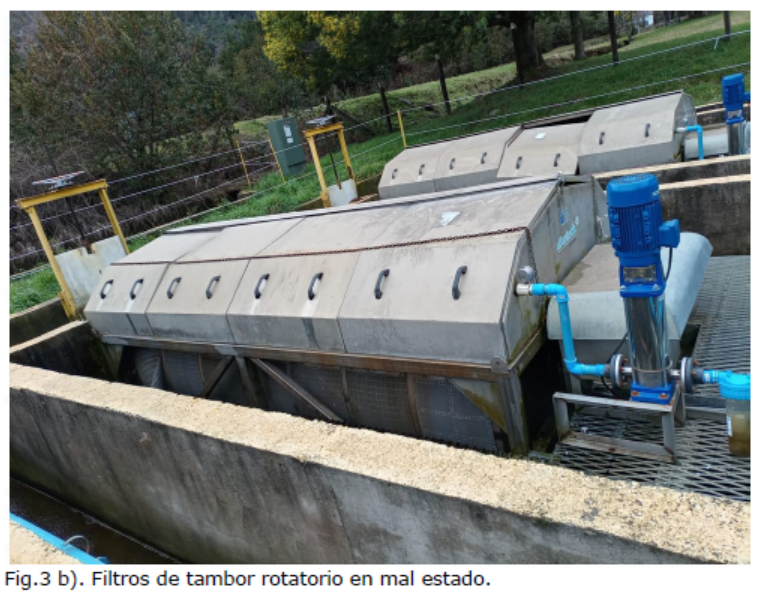 Fig.3 b). Filtros de tambor rotatorio en mal estado.